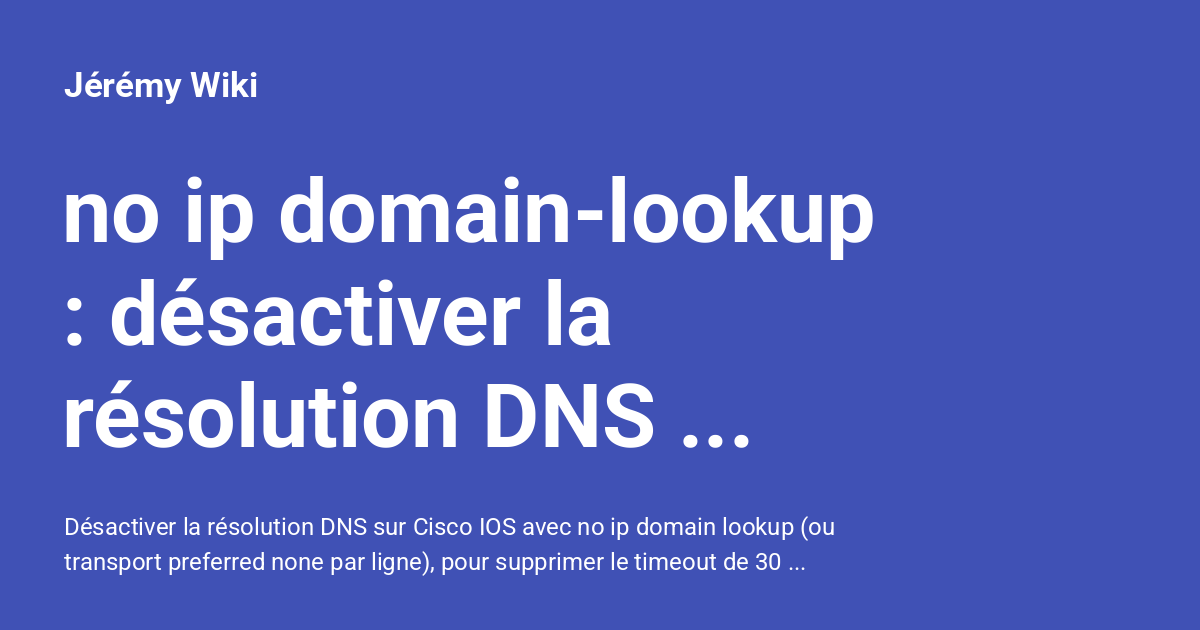 Jérémy Wiki
no ip domain-lookup
: désactiver la
résolution DNS ...
Désactiver la résolution DNS sur Cisco IOS avec no ip domain lookup (ou
transport preferred none par ligne), pour supprimer le timeout de 30 ...